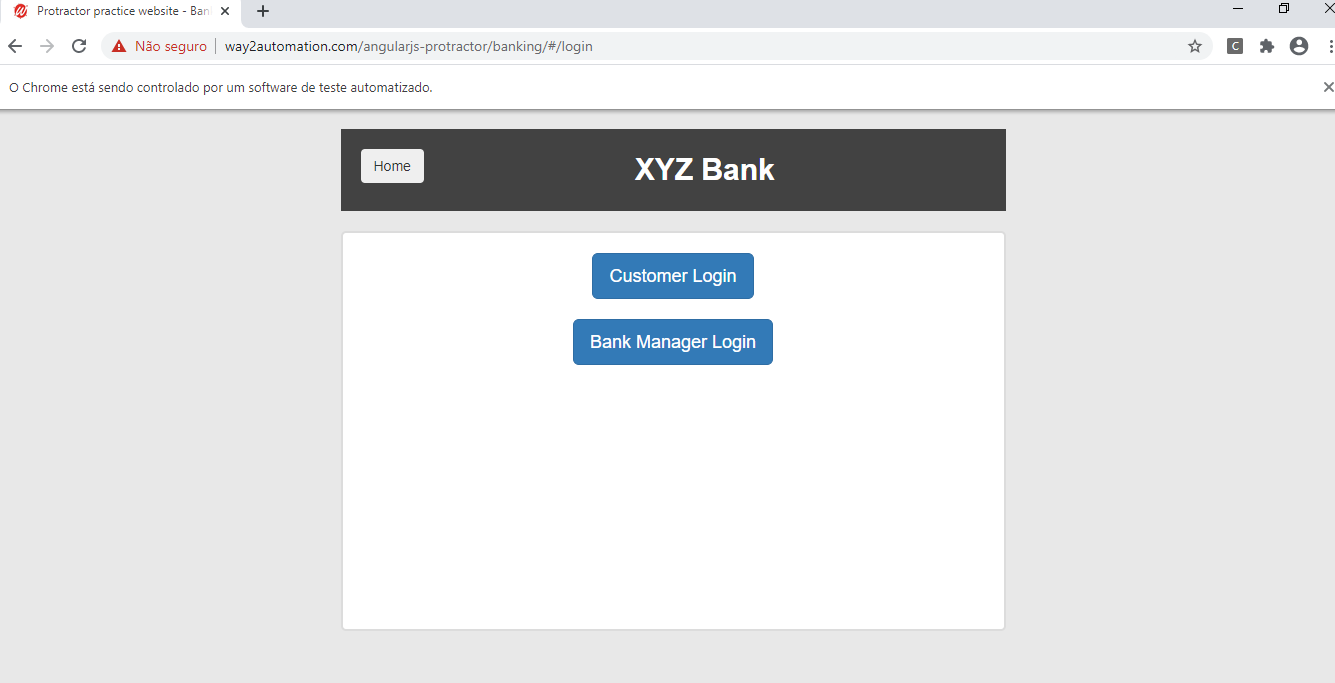 Protractor practice website - Ban
Não seguro
way2automation.com/angularjs-protractor/banking/#/login
C
O Chrome está sendo controlado por um software de teste automatizado.
Home
XYZ Bank
Customer Login
Bank Manager Login